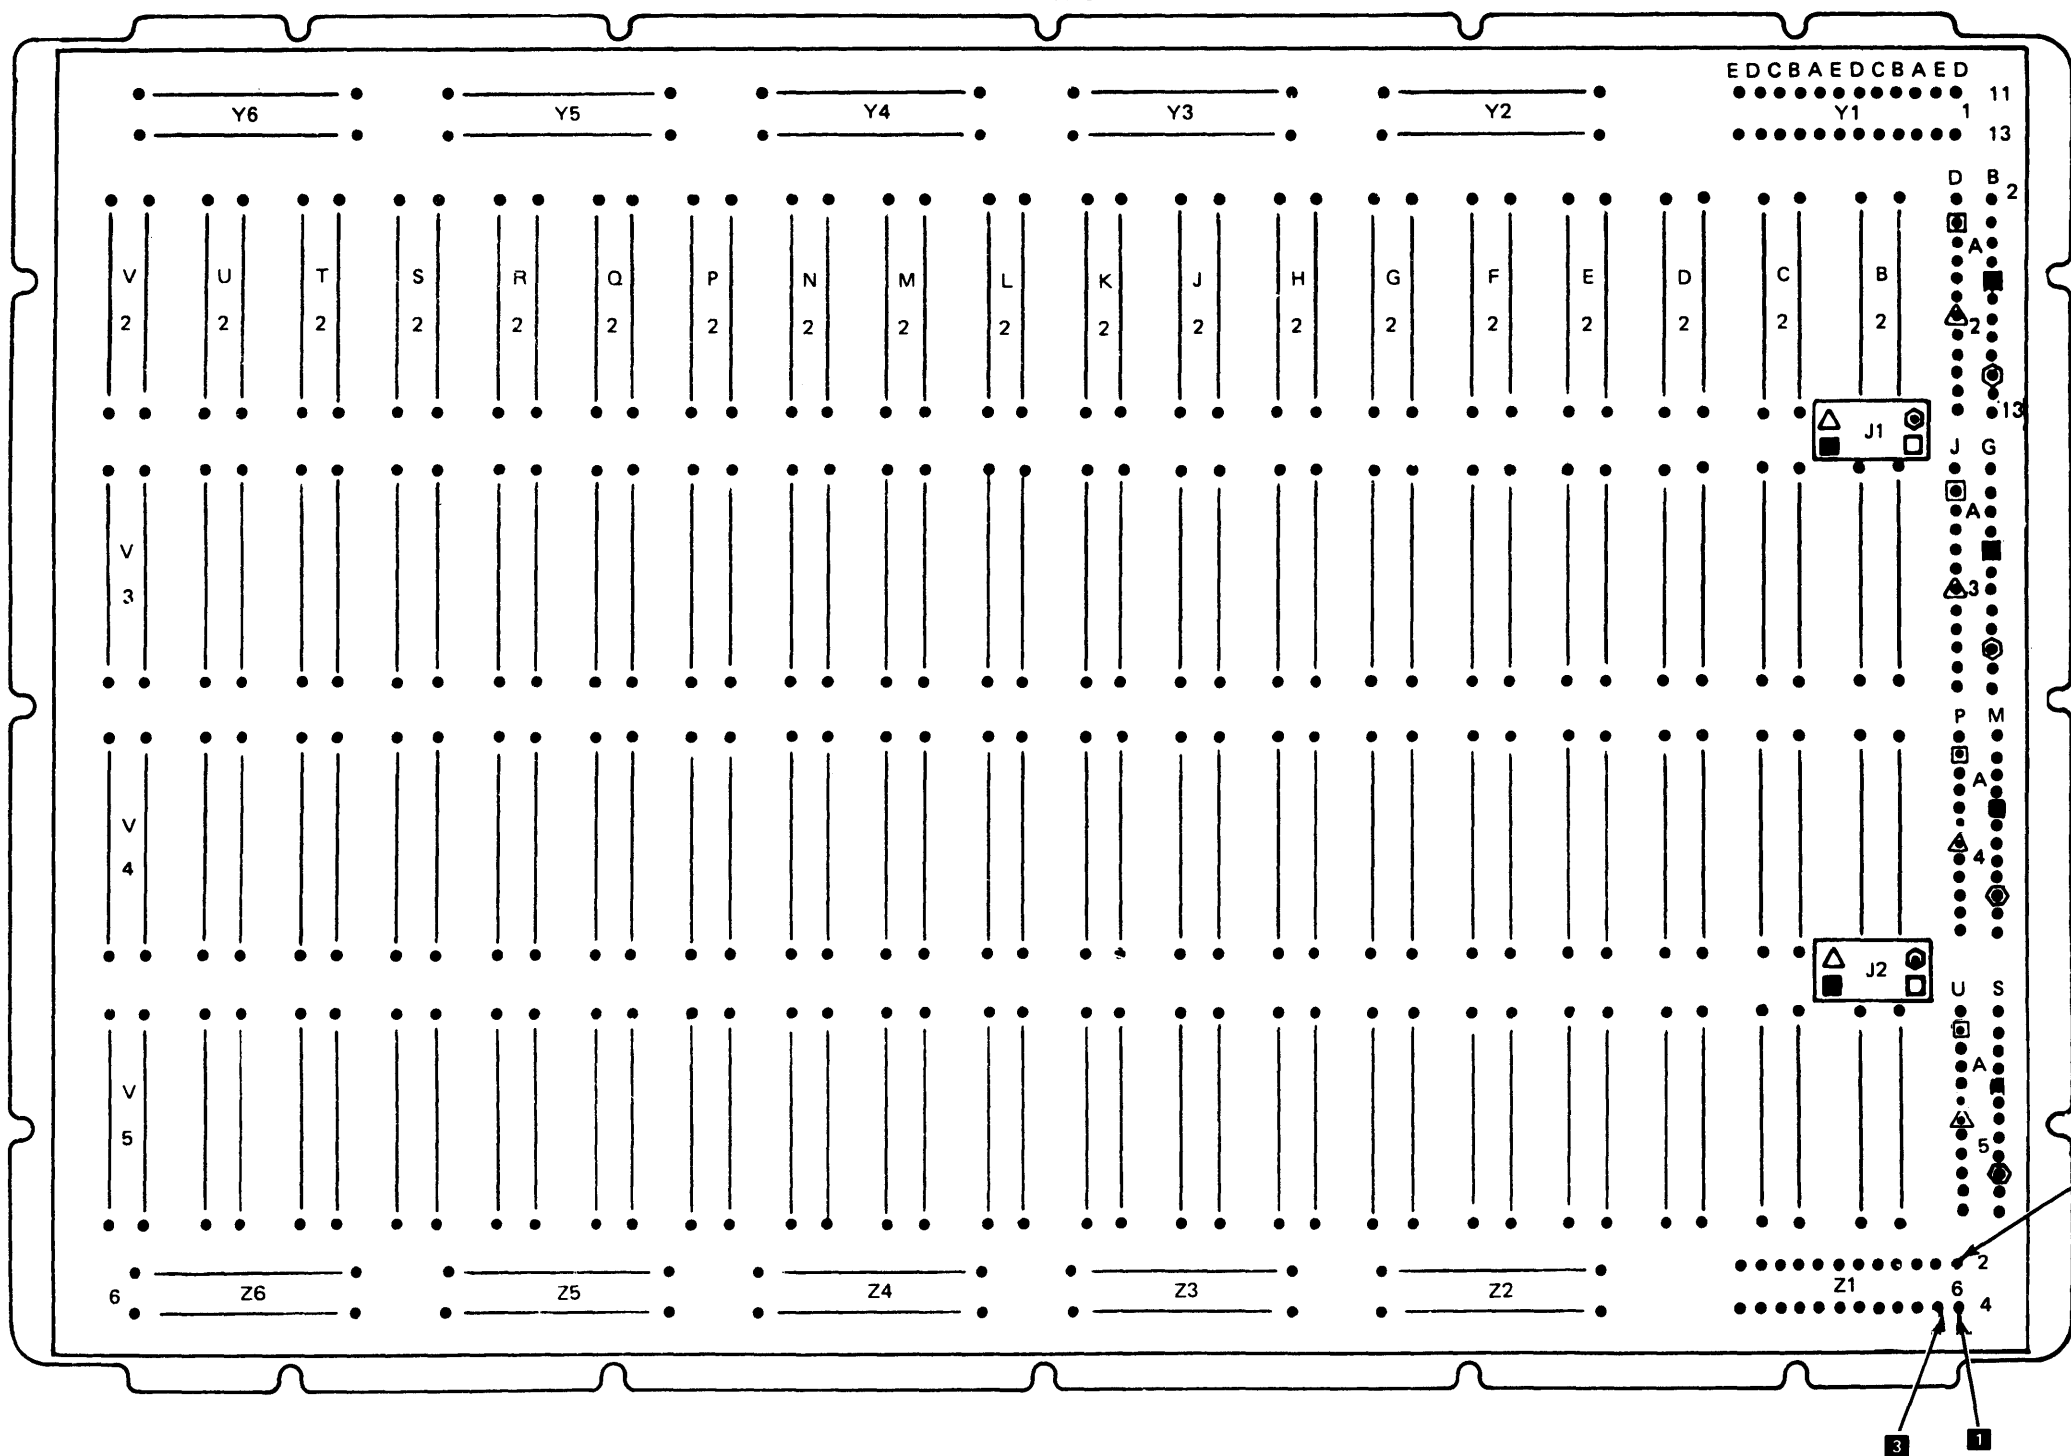 E D C B A E D C B A E D
11
Y6 Y5 Y4 Y3 Y2 Y1 1
13
D B
2
A
V U T S R Q P N M L K J H G F E D C B
2 2 2 2 2 2 2 2 2 2 2 2 2 2 2 2 2 2 2 2
13
J1
J G
A
V
3 3
P M
A
V
4 4
J2
U S
A
V
5 5
2
6 Z6 Z5 Z4 Z3 Z2 Z1 6
4
3 1